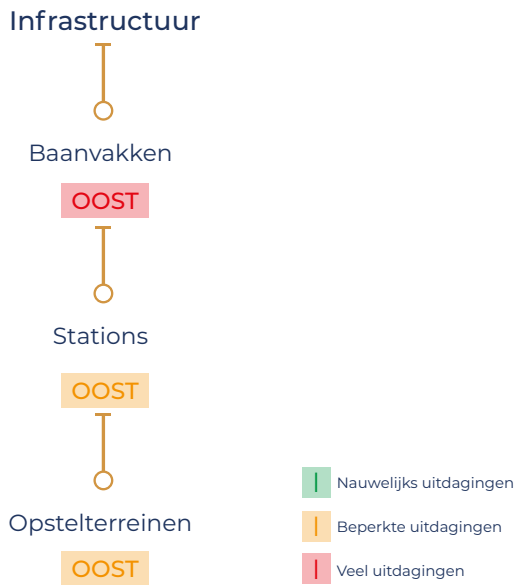 Infrastructuur
Baanvakken
OOST
Stations
OOST
Opstelterreinen
OOST
Nauwelijks uitdagingen
Beperkte uitdagingen
Veel uitdagingen